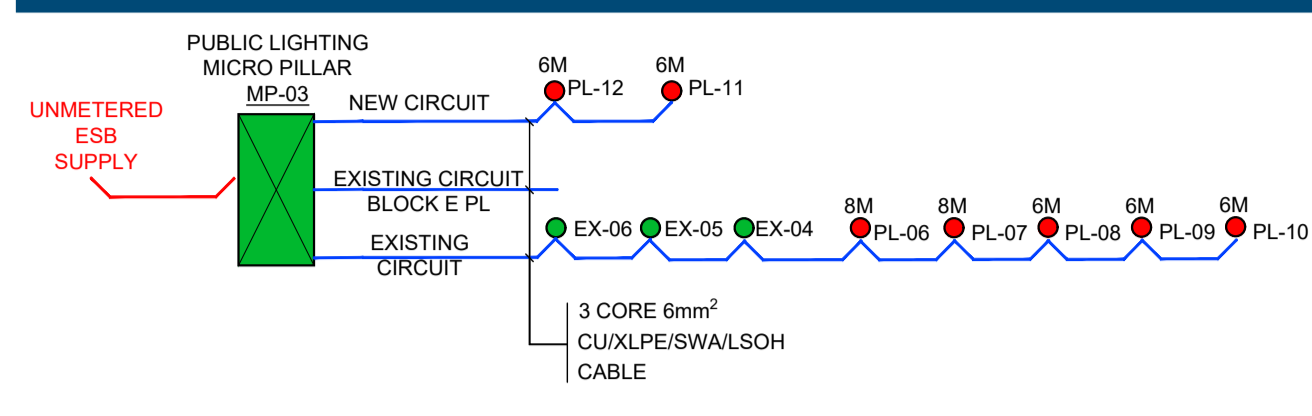 PUBLIC LIGHTING
MICRO PILLAR
MP-03
UNMETERED
ESB
SUPPLY
NEW CIRCUIT
6M
PL-12
6M
PL-11
EXISTING CIRCUIT
BLOCK E PL
EXISTING
CIRCUIT
EX-06
EX-05
EX-04
8M
PL-06
8M
PL-07
6M
PL-08
6M
PL-09
6M
PL-10
3 CORE 6mm²
CU/XLPE/SWA/LSOH
CABLE